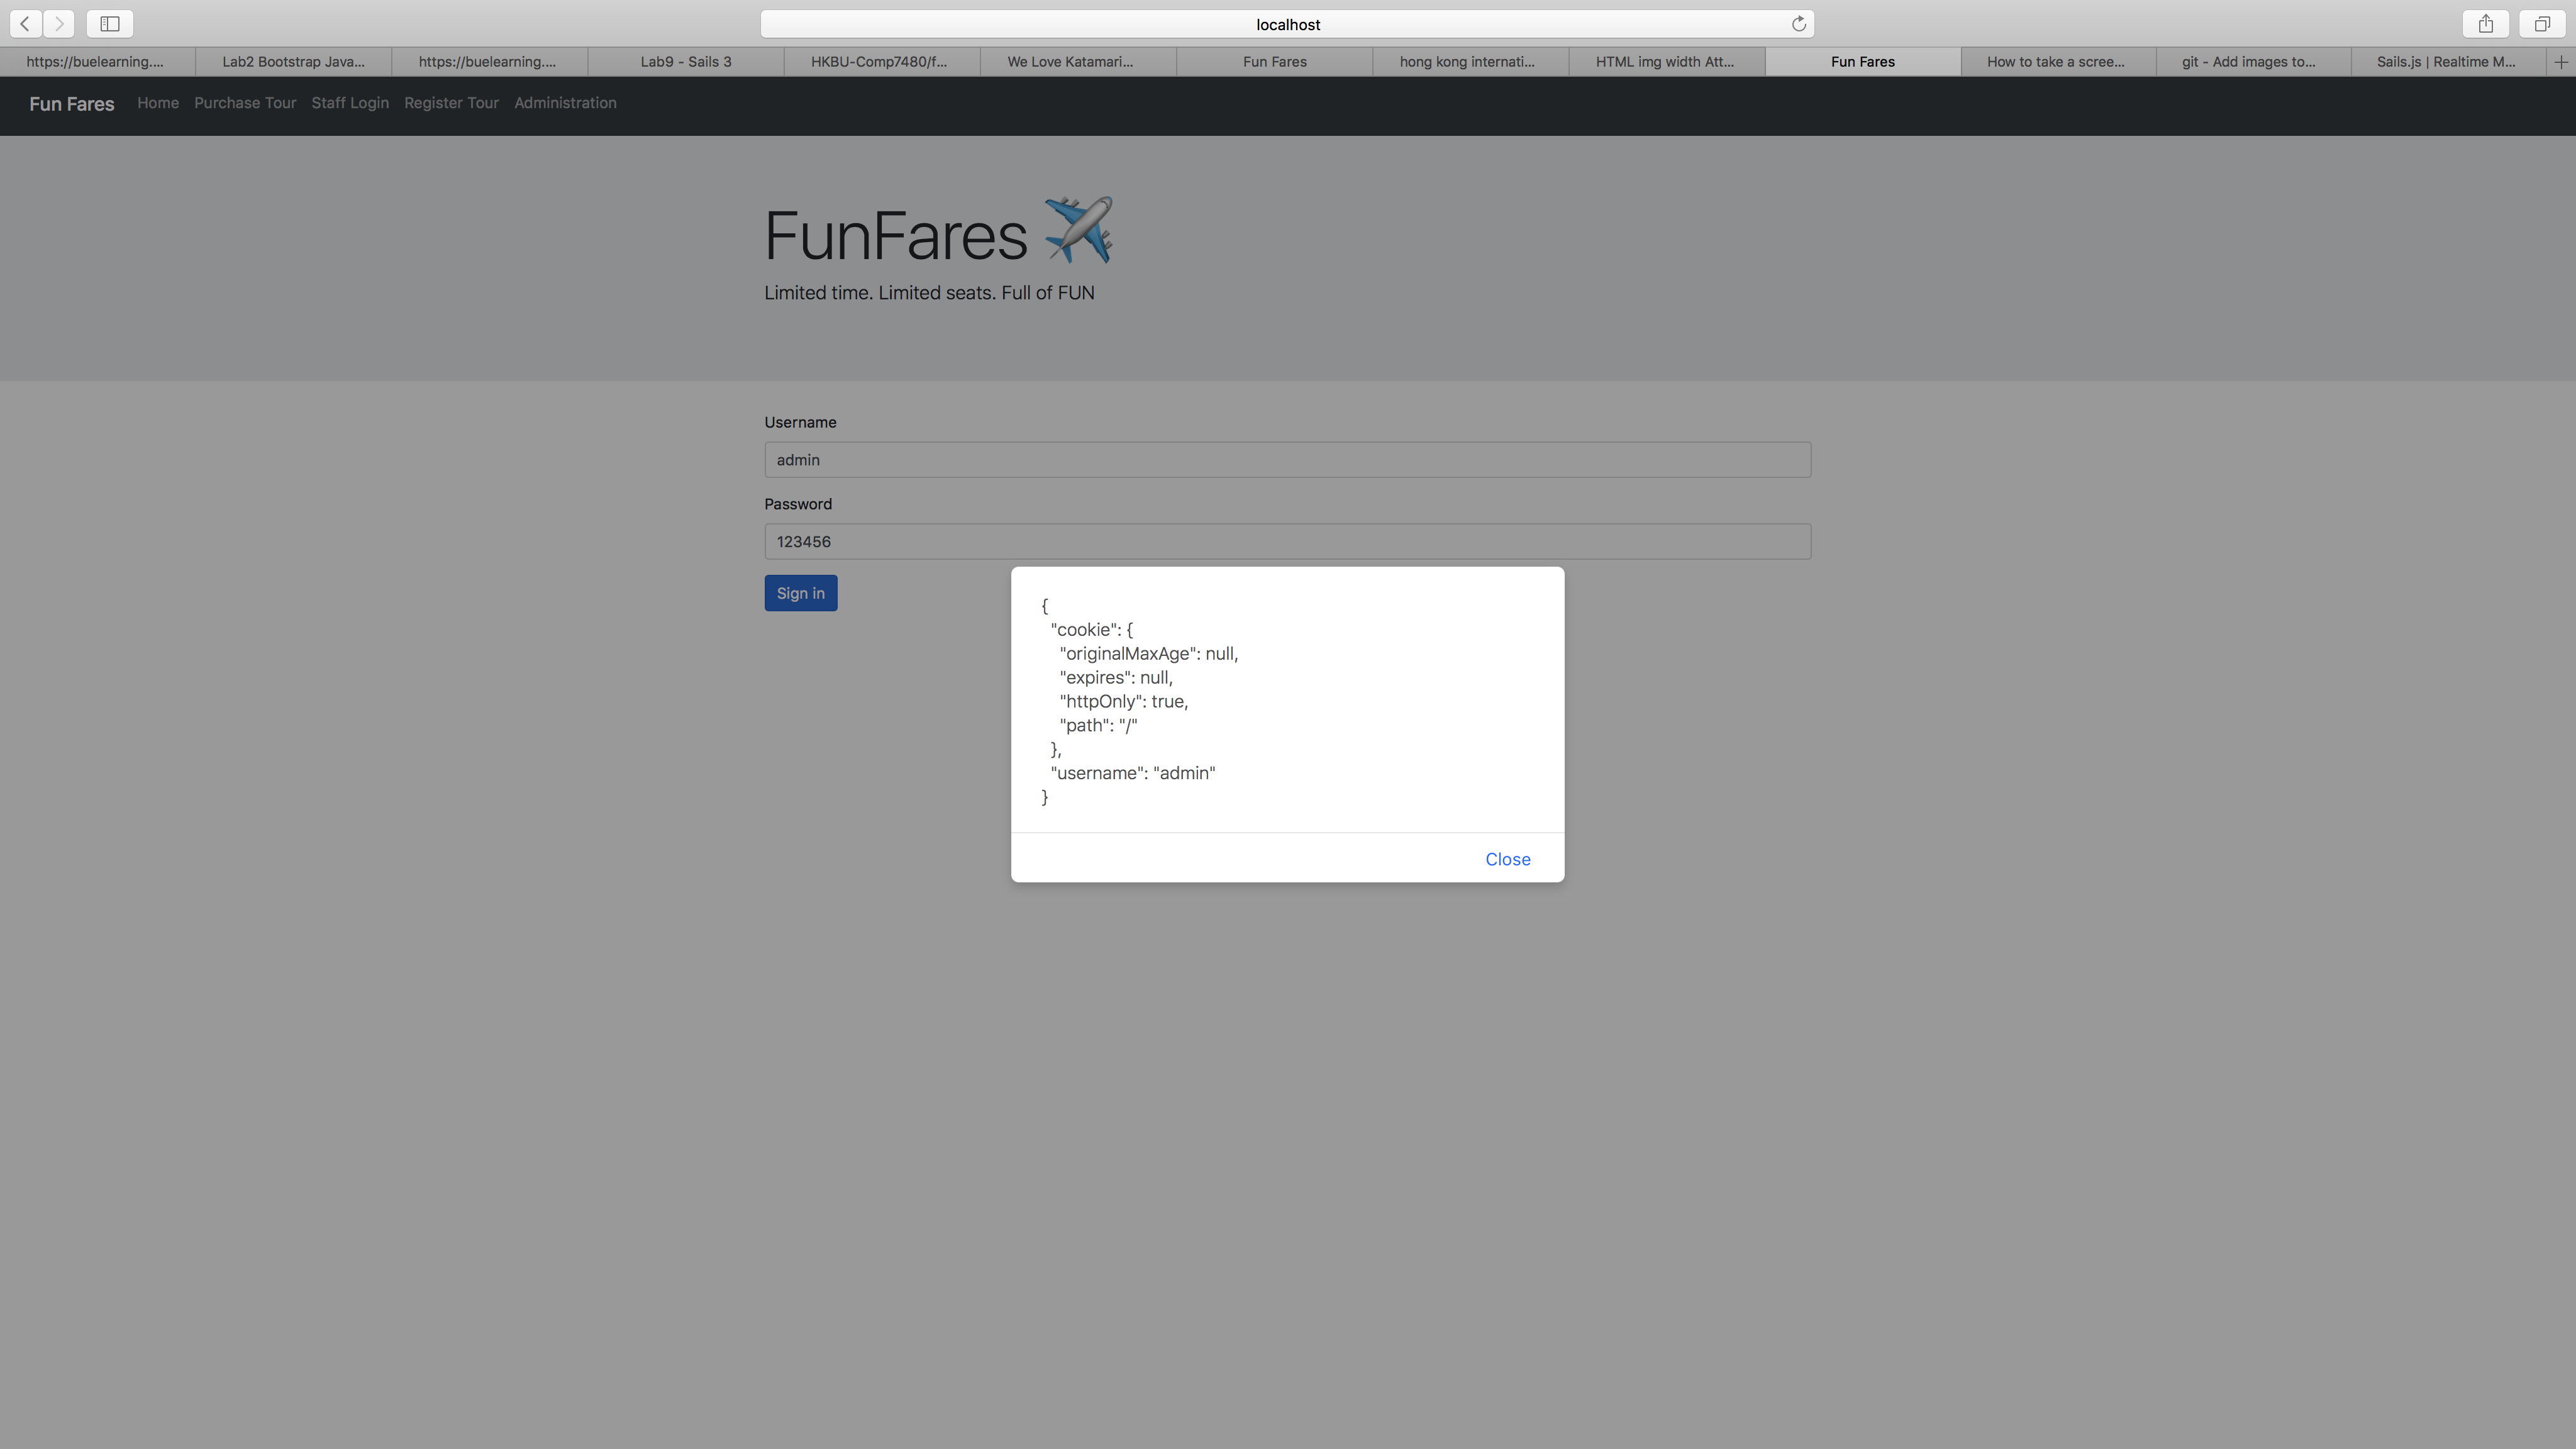 localhost
https://buelearning....
Lab2 Bootstrap Java...
https://buelearning....
Lab9 - Sails 3
HKBU-Comp7480/f...
We Love Katamari...
Fun Fares
hong kong internati...
HTML img width Att...
Fun Fares
How to take a scree...
git - Add images to...
Sails.js | Realtime M...
Fun Fares Home Purchase Tour Staff Login Register Tour Administration
FunFares
Limited time. Limited seats. Full of FUN
Username
admin
Password
123456
Sign in
{
"cookie": {
"originalMaxAge": null,
"expires": null,
"httpOnly": true,
"path": "/"
},
"username": "admin"
}
Close